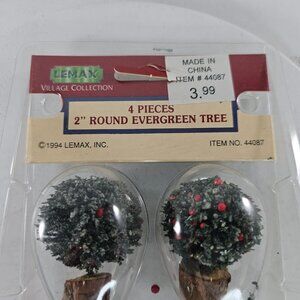 MADE IN
CHINA
ITEM # 44087
3.99
LEMAX
VILLAGE COLLECTION
4 PIECES
2" ROUND EVERGREEN TREE
©1994 LEMAX, INC.
ITEM NO. 44087